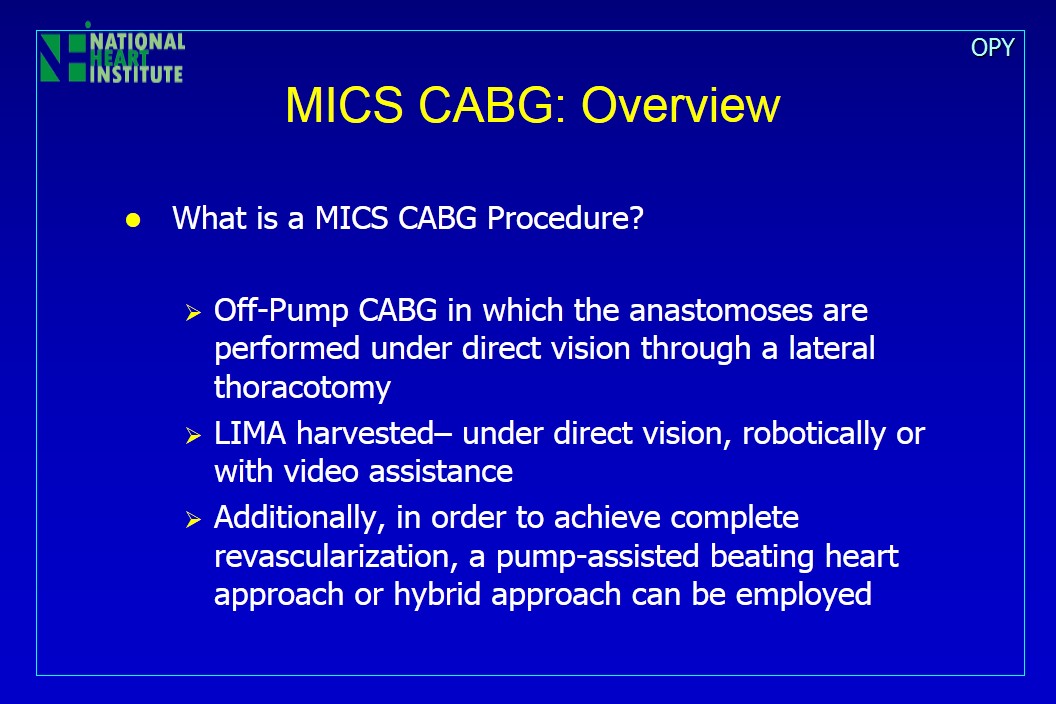 NATIONAL
HEART
INSTITUTE
OPY
MICS CABG: Overview
What is a MICS CABG Procedure?
Off-Pump CABG in which the anastomoses are
performed under direct vision through a lateral
thoracotomy
LIMA harvested– under direct vision, robotically or
with video assistance
Additionally, in order to achieve complete
revascularization, a pump-assisted beating heart
approach or hybrid approach can be employed